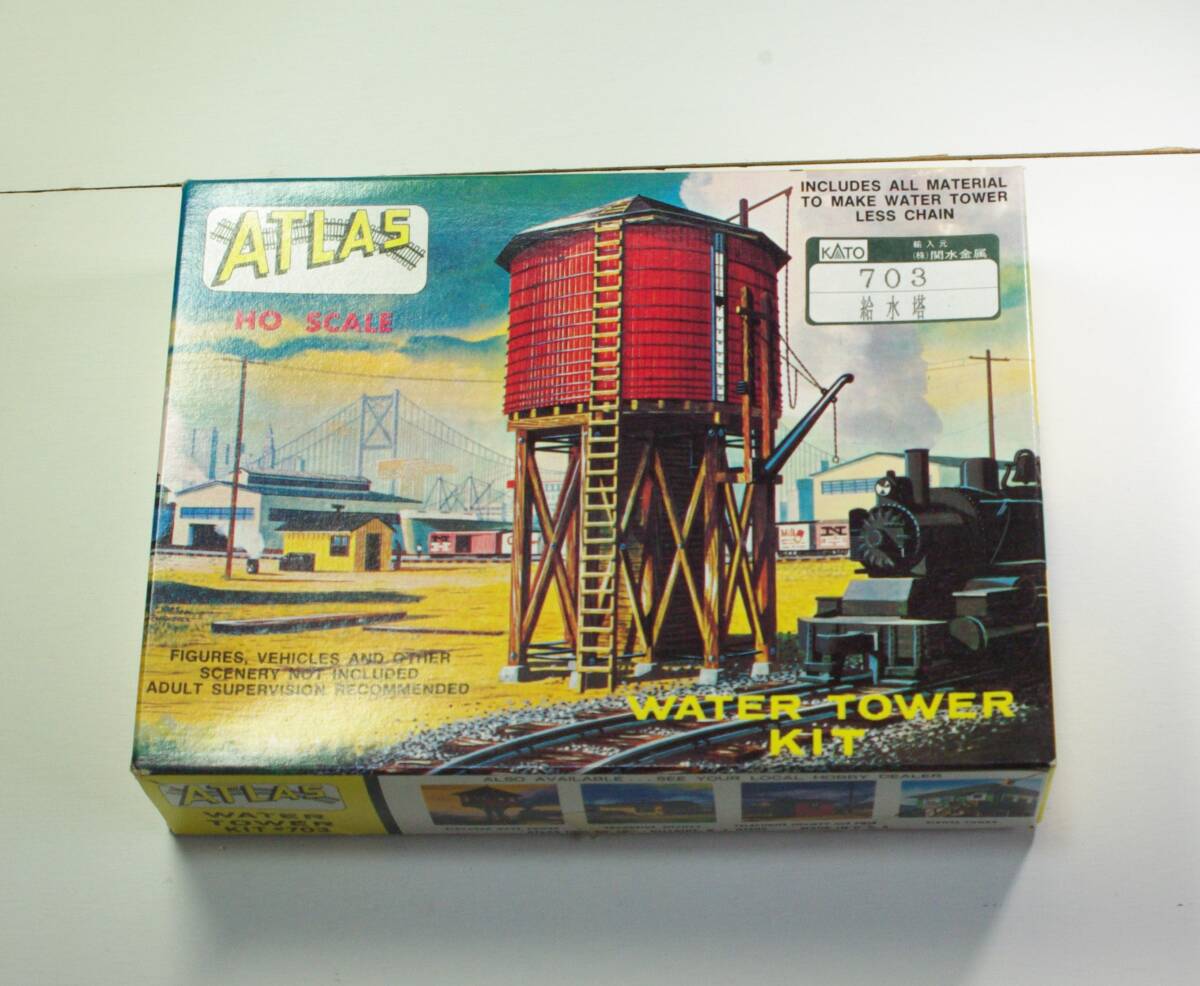 ATLAS
HO SCALE
INCLUDES ALL MATERIAL
TO MAKE WATER TOWER
LESS CHAIN
KATO
輸入元
(株)関水金属
703
給水塔
FIGURES, VEHICLES AND OTHER
SCENERY NOT INCLUDED
ADULT SUPERVISION RECOMMENDED
WATER TOWER
KIT
ATLAS
WATER
TOWER
KIT #703
ALSO AVAILABLE... SEE YOUR LOCAL HOBBY DEALER